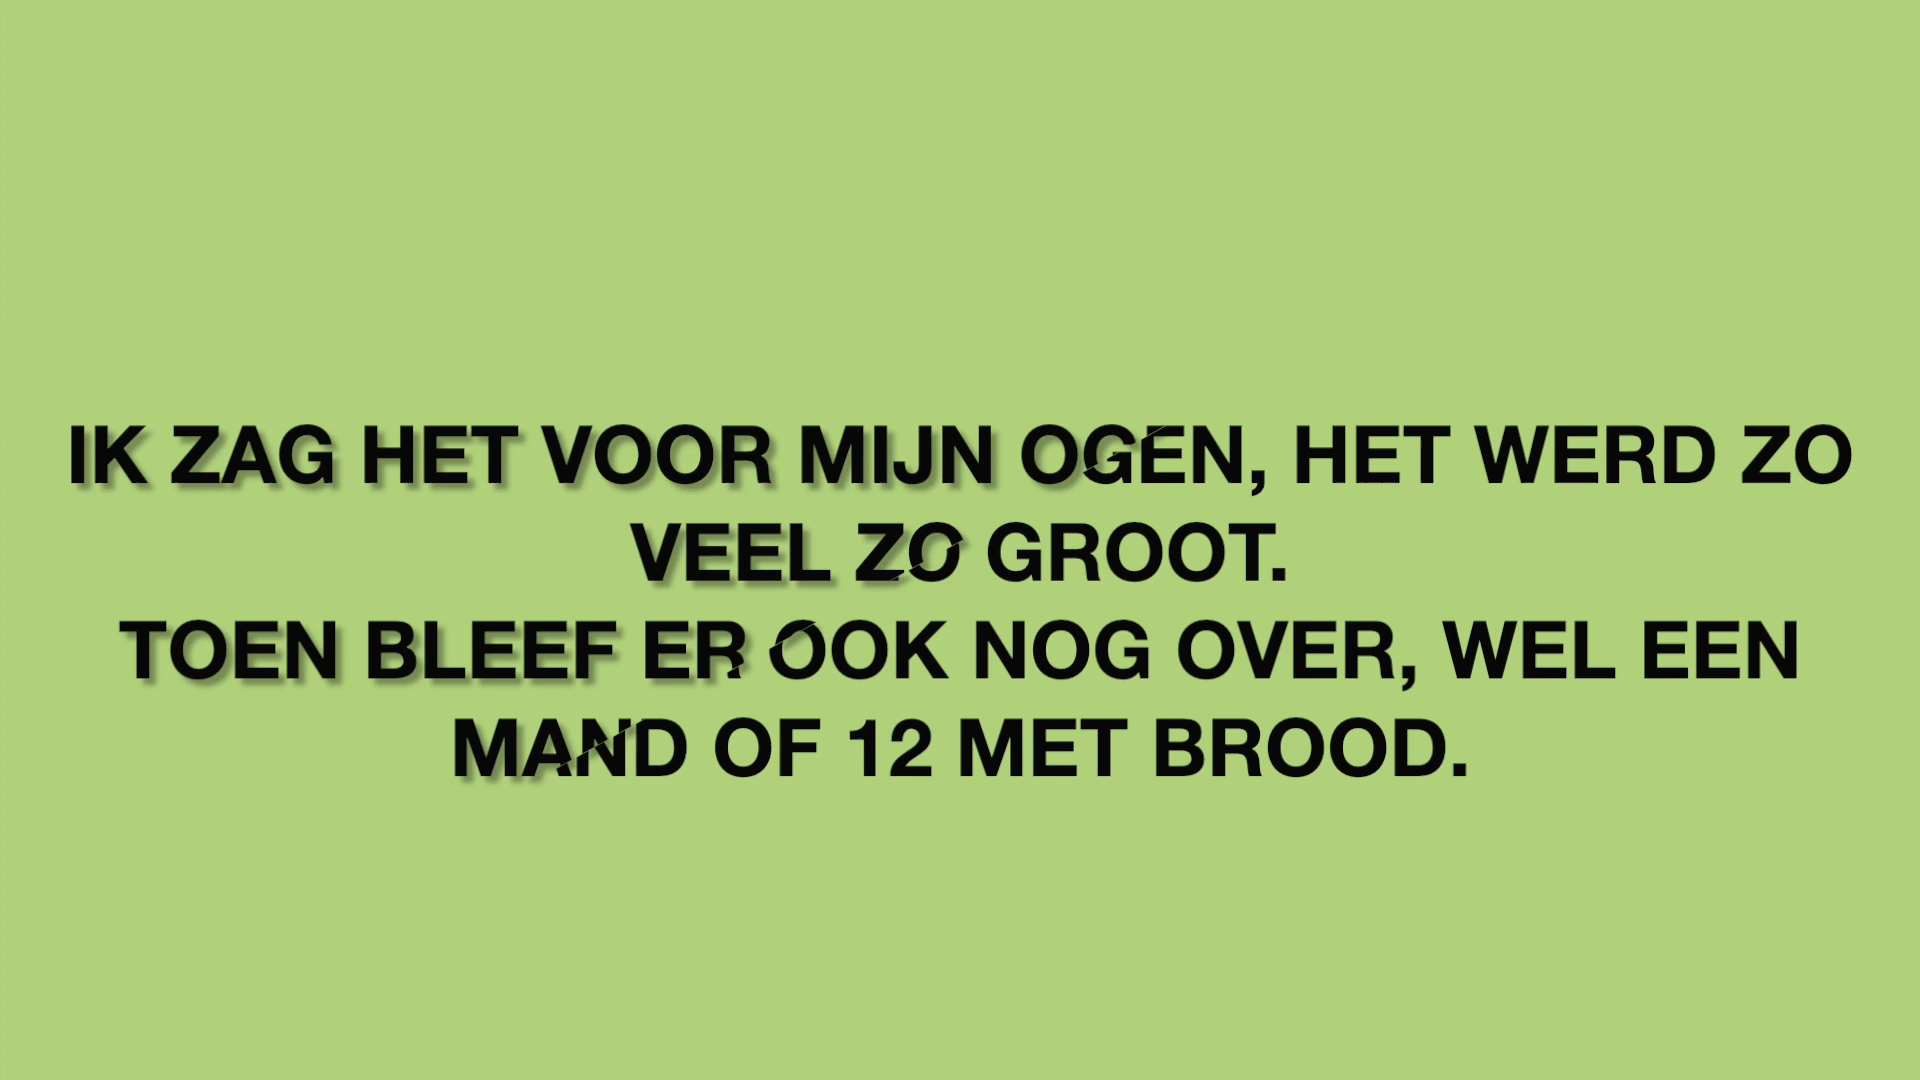 IK ZAG HET VOOR MIJN OGEN, HET WERD ZO
VEEL ZO GROOT.
TOEN BLEEF ER OOK NOG OVER, WEL EEN
MAND OF 12 MET BROOD.